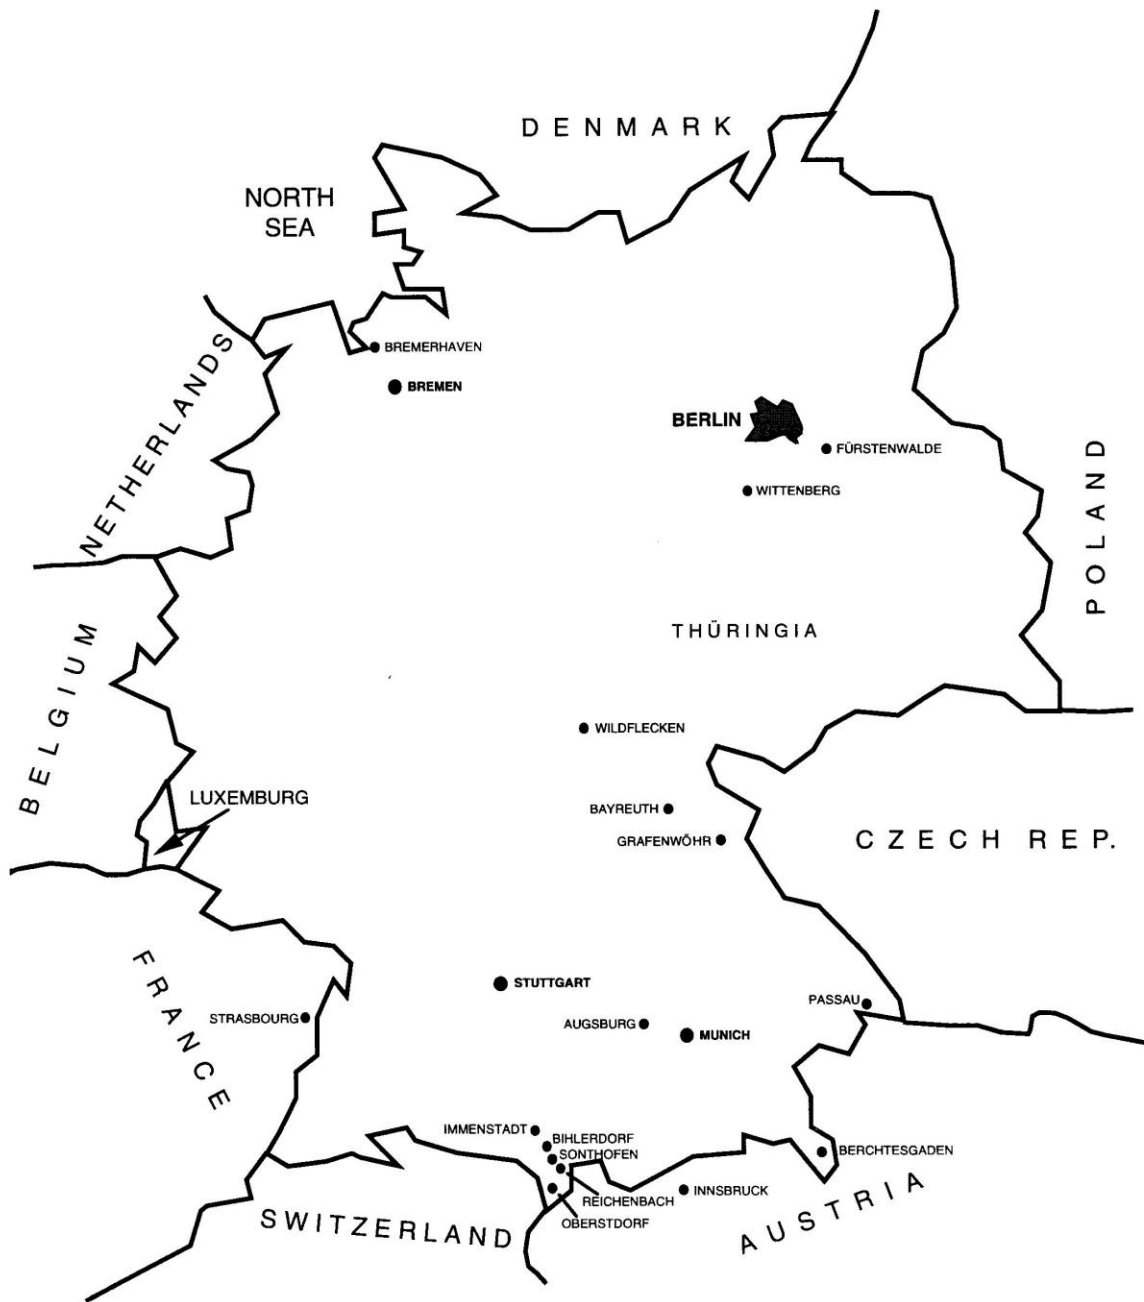 DENMARK
NORTH
SEA
NETHERLANDS
BREMERHAVEN
BREMEN
BERLIN
FÜRSTENWALDE
WITTENBERG
POLAND
THÜRINGIA
BELGIUM
WILDFLECKEN
LUXEMBURG
BAYREUTH
GRAFENWÖHR
CZECH REP.
FRANCE
STUTTGART
PASSAU
STRASBOURG
AUGSBURG
MUNICH
IMMENSTADT
BIHLERDORF
SONTHOFEN
BERCHTESGADEN
REICHENBACH
INNSBRUCK
OBERSTDORF
SWITZERLAND
AUSTRIA